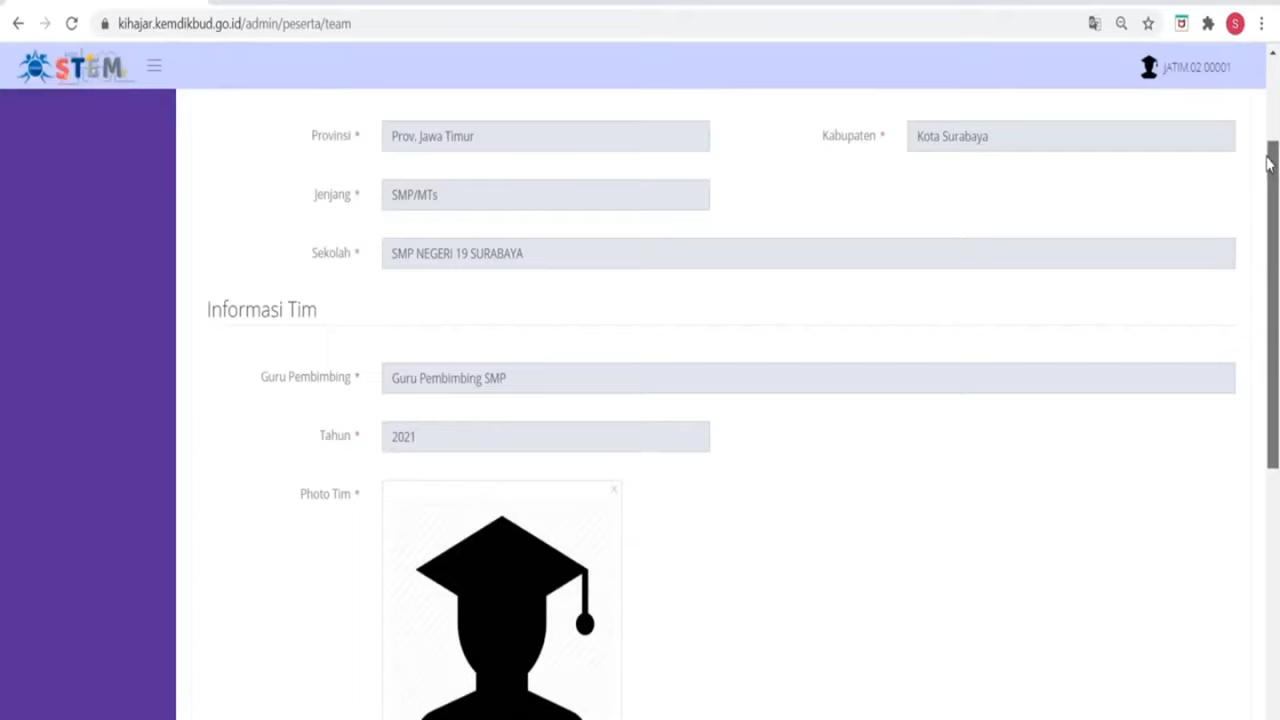 kihajar.kemdikbud.go.id/admin/peserta/team
S
STEM
JATIM.02.00001
Provinsi * Prov. Jawa Timur Kabupaten * Kota Surabaya
Jenjang * SMP/MTs
Sekolah * SMP NEGERI 19 SURABAYA
Informasi Tim
Guru Pembimbing * Guru Pembimbing SMP
Tahun * 2021
Photo Tim * x